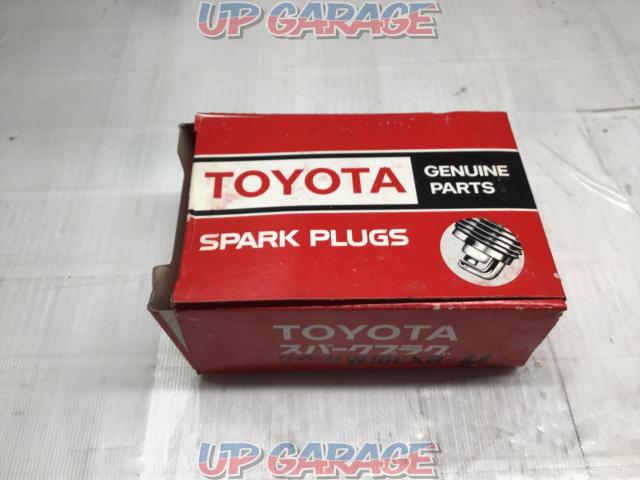 UP GARAGE
TOYOTA
GENUINE
PARTS
SPARK PLUGS
TOYOTA
スパークプラグ
UP GARAGE